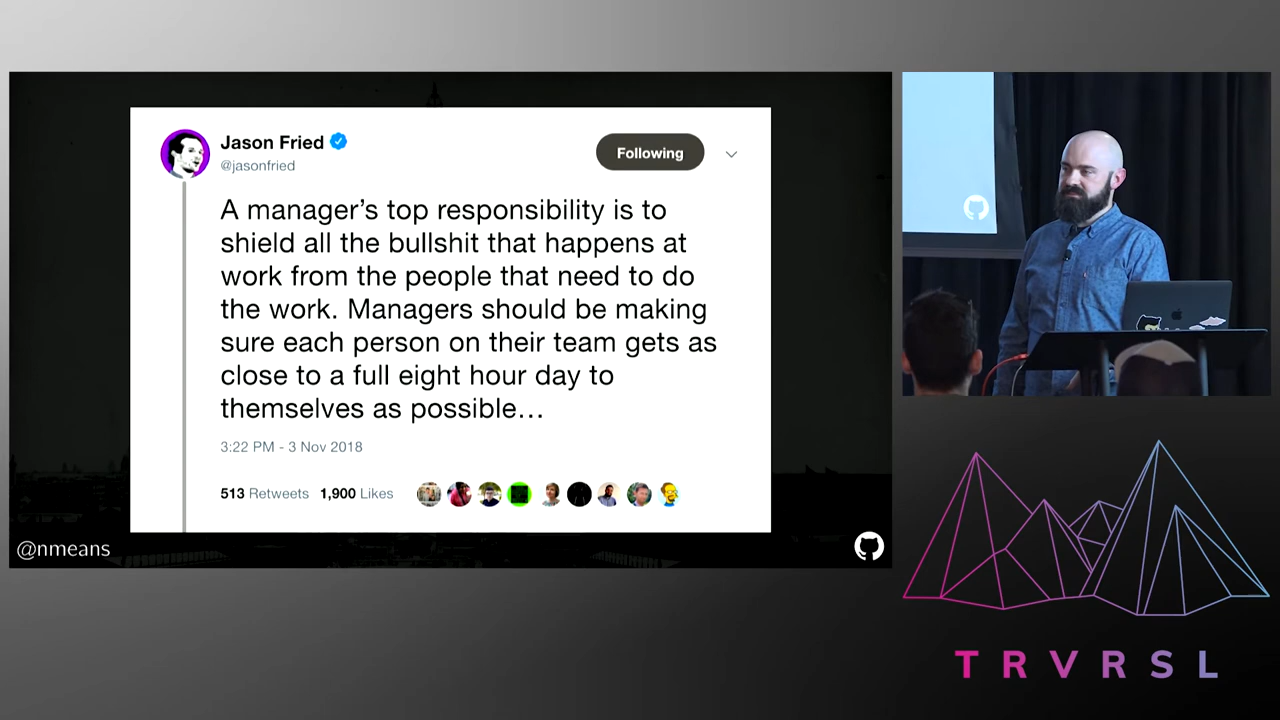 Jason Fried
@jasonfried
Following
A manager’s top responsibility is to
shield all the bullshit that happens at
work from the people that need to do
the work. Managers should be making
sure each person on their team gets as
close to a full eight hour day to
themselves as possible…
3:22 PM - 3 Nov 2018
513 Retweets 1,900 Likes
@nmeans
TRVRSL